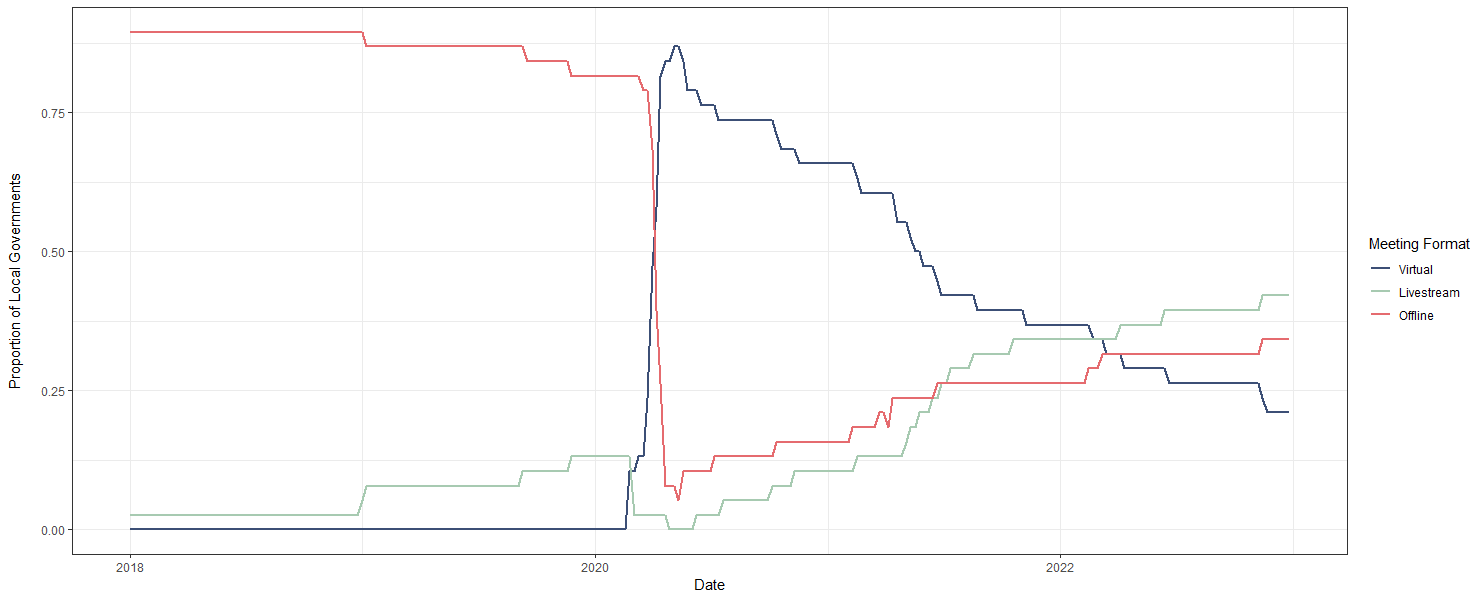 Proportion of Local Governments
0.75
0.50
0.25
0.00
2018
2020
2022
Date
Meeting Format
Virtual
Livestream
Offline